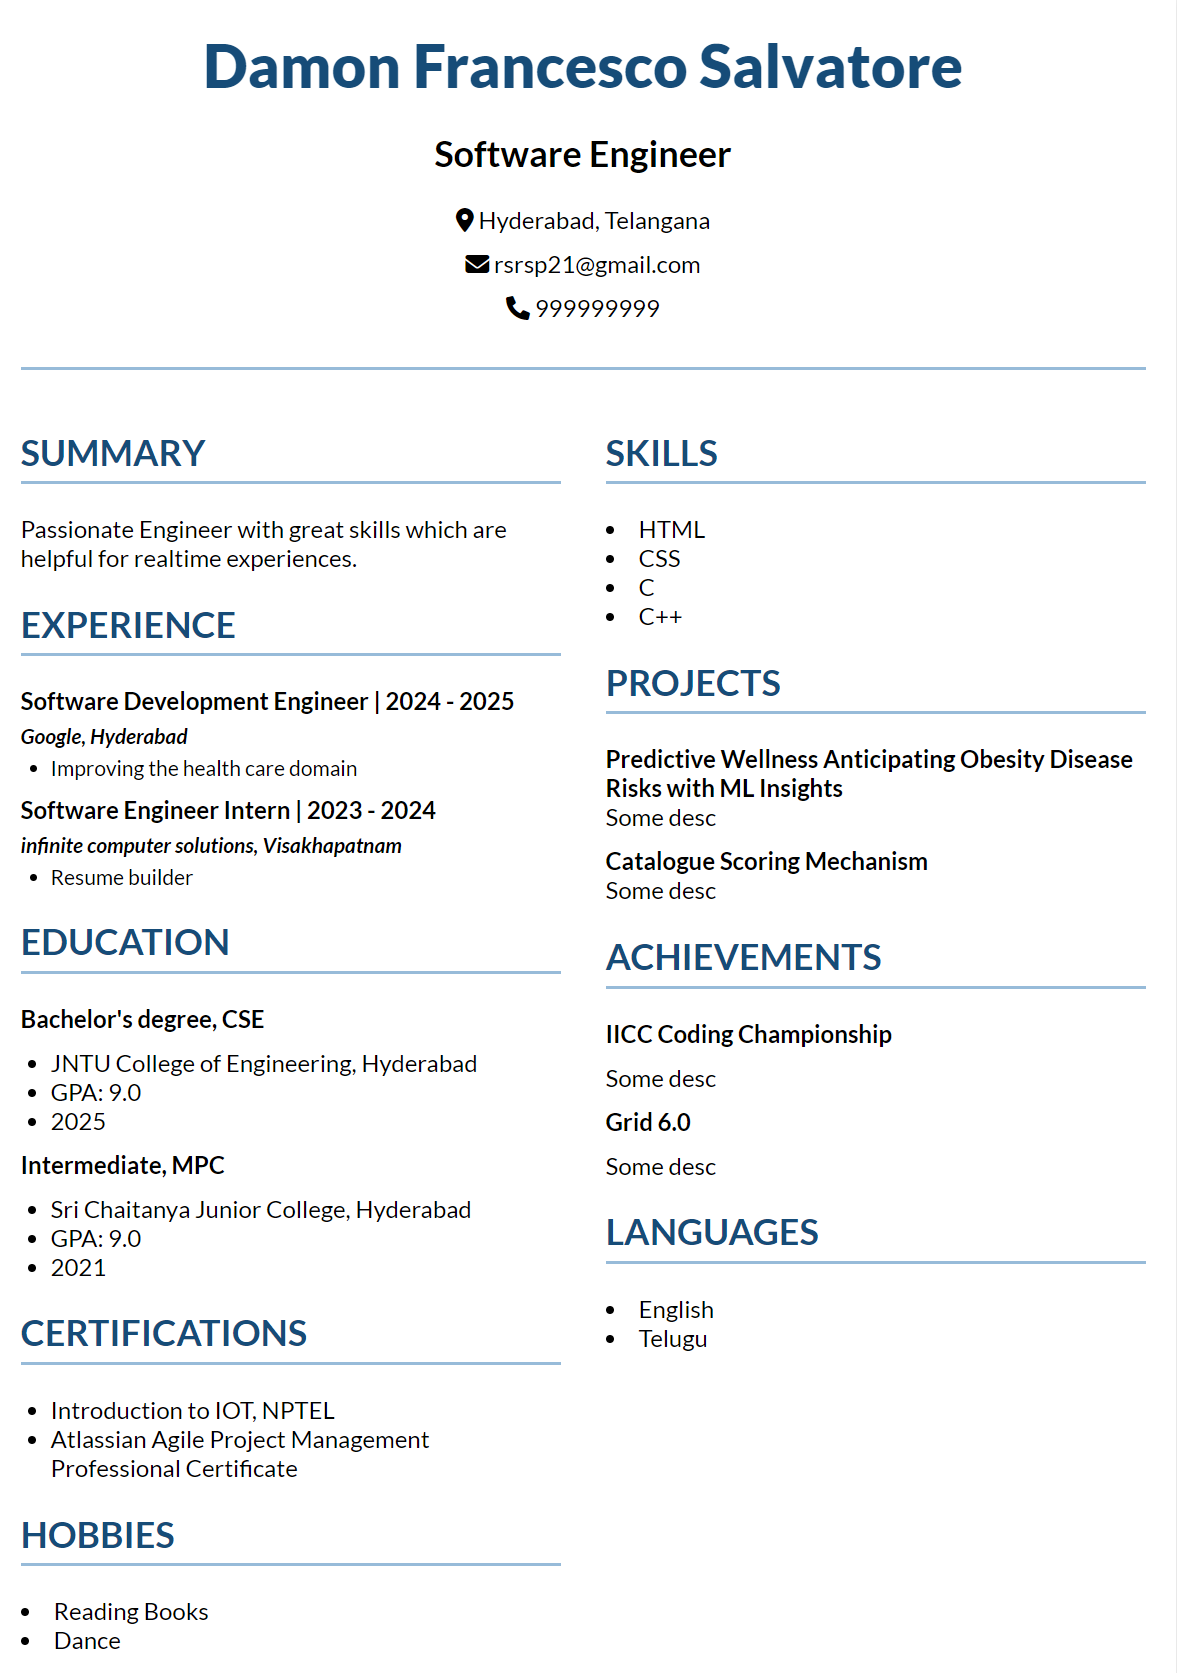 Damon Francesco Salvatore
Software Engineer
Hyderabad, Telangana
rsrsp21@gmail.com
999999999
SUMMARY
Passionate Engineer with great skills which are
helpful for realtime experiences.
EXPERIENCE
Software Development Engineer | 2024 - 2025
Google, Hyderabad
• Improving the health care domain
Software Engineer Intern | 2023 - 2024
infinite computer solutions, Visakhapatnam
• Resume builder
EDUCATION
Bachelor's degree, CSE
• JNTU College of Engineering, Hyderabad
• GPA: 9.0
• 2025
Intermediate, MPC
• Sri Chaitanya Junior College, Hyderabad
• GPA: 9.0
• 2021
CERTIFICATIONS
• Introduction to IOT, NPTEL
• Atlassian Agile Project Management
Professional Certificate
HOBBIES
• Reading Books
• Dance
SKILLS
• HTML
• CSS
• C
• C++
PROJECTS
Predictive Wellness Anticipating Obesity Disease
Risks with ML Insights
Some desc
Catalogue Scoring Mechanism
Some desc
ACHIEVEMENTS
IICC Coding Championship
Some desc
Grid 6.0
Some desc
LANGUAGES
• English
• Telugu